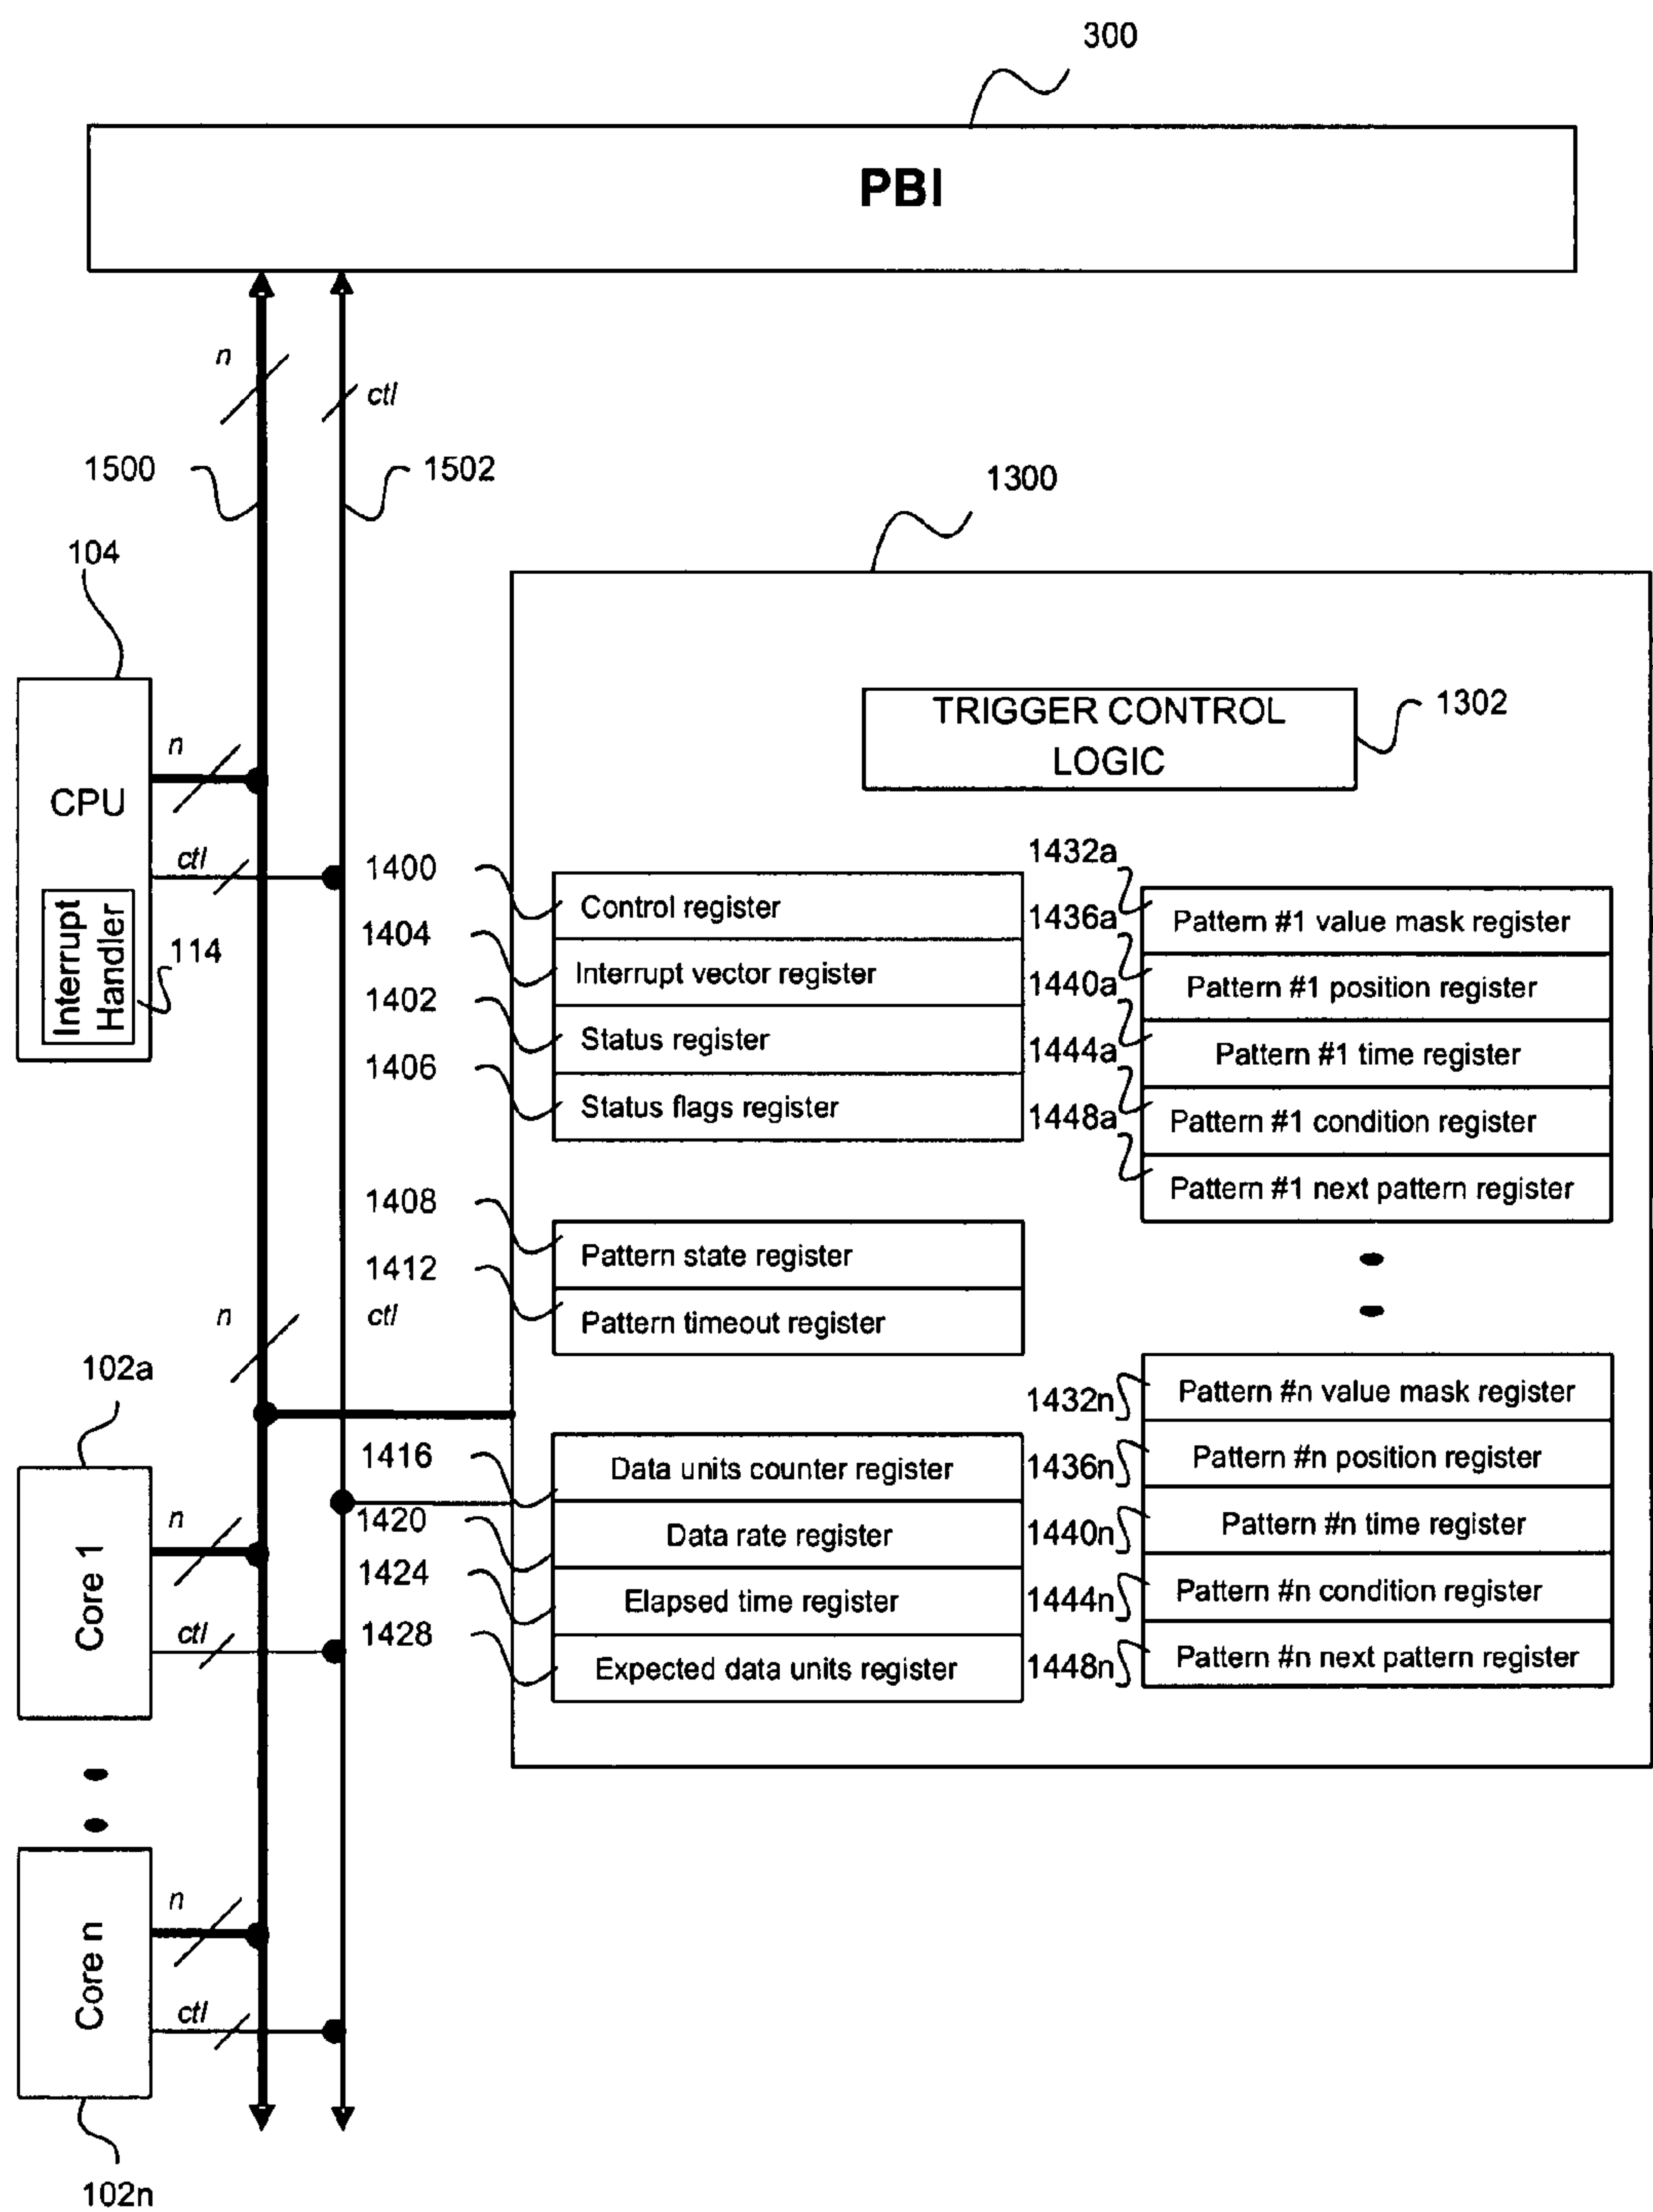 300
PBI
n
ctl
1500
1502
1300
104
TRIGGER CONTROL
LOGIC
1302
n
CPU
ctl
Interrupt
Handler
114
1400
Control register
1404
Interrupt vector register
1402
Status register
1406
Status flags register
1432a
Pattern #1 value mask register
1436a
Pattern #1 position register
1440a
Pattern #1 time register
1444a
Pattern #1 condition register
1448a
Pattern #1 next pattern register
1408
Pattern state register
1412
Pattern timeout register
n
ctl
102a
1416
Data units counter register
1420
Data rate register
1424
Elapsed time register
1428
Expected data units register
1432n
Pattern #n value mask register
1436n
Pattern #n position register
1440n
Pattern #n time register
1444n
Pattern #n condition register
1448n
Pattern #n next pattern register
n
Core 1
ctl
n
Core n
ctl
102n